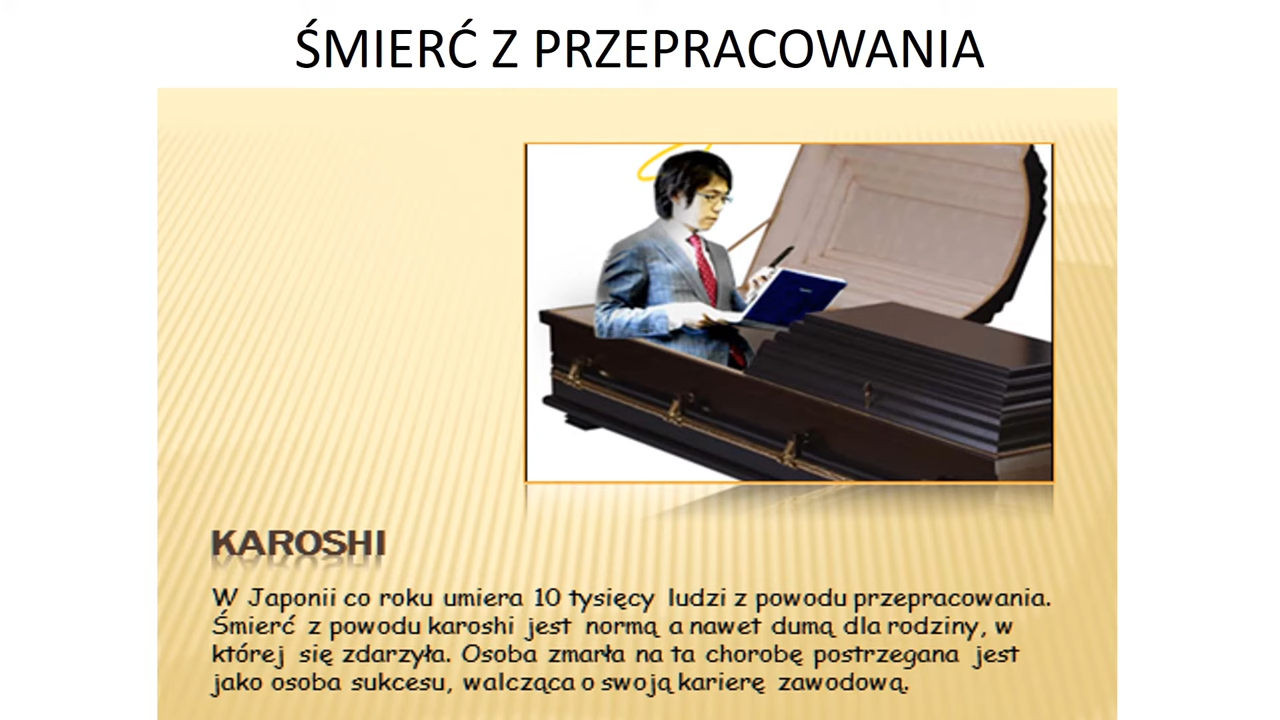 ŚMIERĆ Z PRZEPRACOWANIA
KAROSHI
W Japonii co roku umiera 10 tysięcy ludzi z powodu przepracowania.
Śmierć z powodu karoshi jest normą a nawet dumą dla rodziny, w
której się zdarzyła. Osoba zmarła na ta chorobę postrzegana jest
jako osoba sukcesu, walcząca o swoją karierę zawodową.